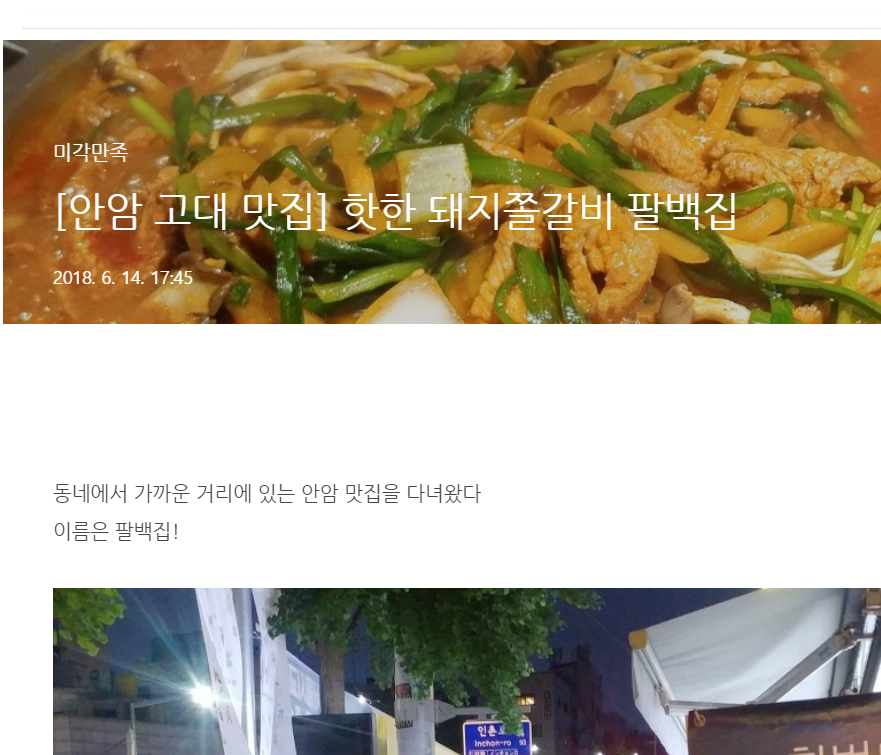 미각만족
[안암 고대 맛집] 핫한 돼지쫄갈비 팔백집
2018. 6. 14. 17:45
동네에서 가까운 거리에 있는 안암 맛집을 다녀왔다
이름은 팔백집!
인촌로
Inchon-ro 93